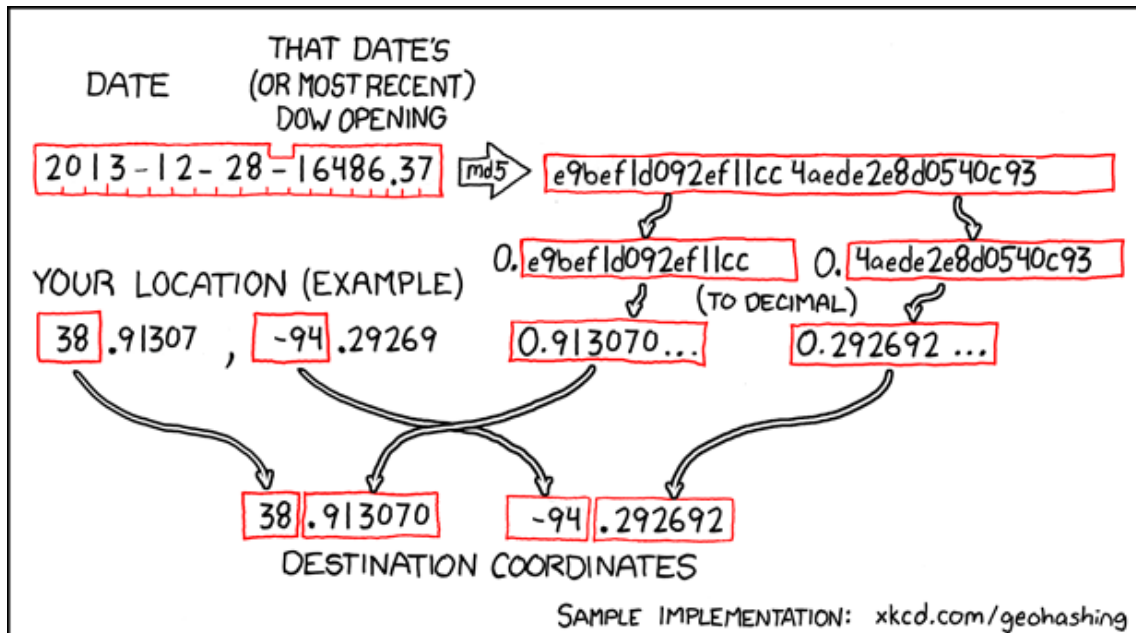 DATE
THAT DATE'S
(OR MOST RECENT)
DOW OPENING
2013-12-28-16486.37
md5
e9bef1d092ef11cc4aede2e8d0540c93
0.e9bef1d092ef11cc
0.4aede2e8d0540c93
YOUR LOCATION (EXAMPLE)
(TO DECIMAL)
38.91307, -94.29269
0.913070...
0.292692...
38.913070
-94.292692
DESTINATION COORDINATES
SAMPLE IMPLEMENTATION: xkcd.com/geohashing